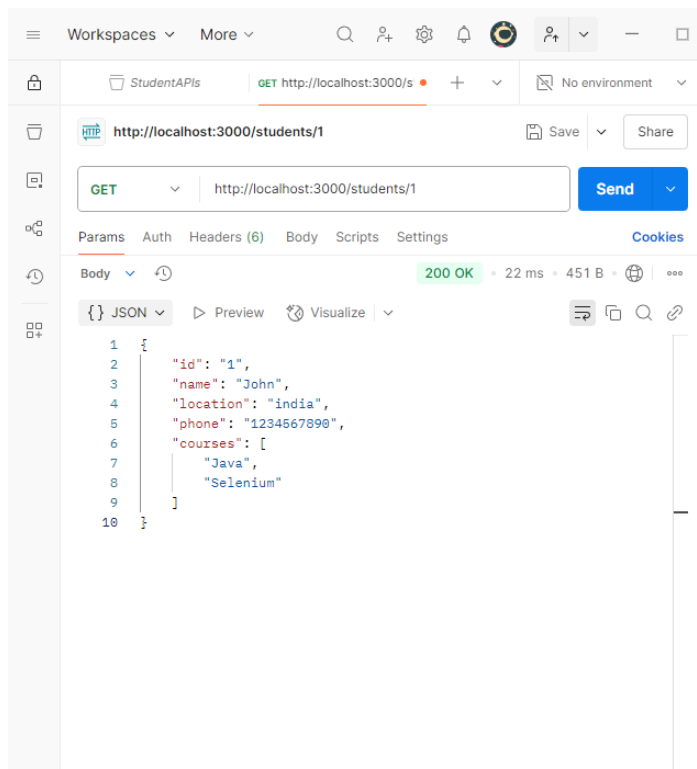 Workspaces More
StudentAPIs GET http://localhost:3000/s No environment
HTTP http://localhost:3000/students/1 Save Share
GET http://localhost:3000/students/1 Send
Params Auth Headers (6) Body Scripts Settings Cookies
Body 200 OK • 22 ms • 451 B •
{} JSON Preview Visualize
1 {
2 "id": "1",
3 "name": "John",
4 "location": "india",
5 "phone": "1234567890",
6 "courses": [
7 "Java",
8 "Selenium"
9 ]
10 }